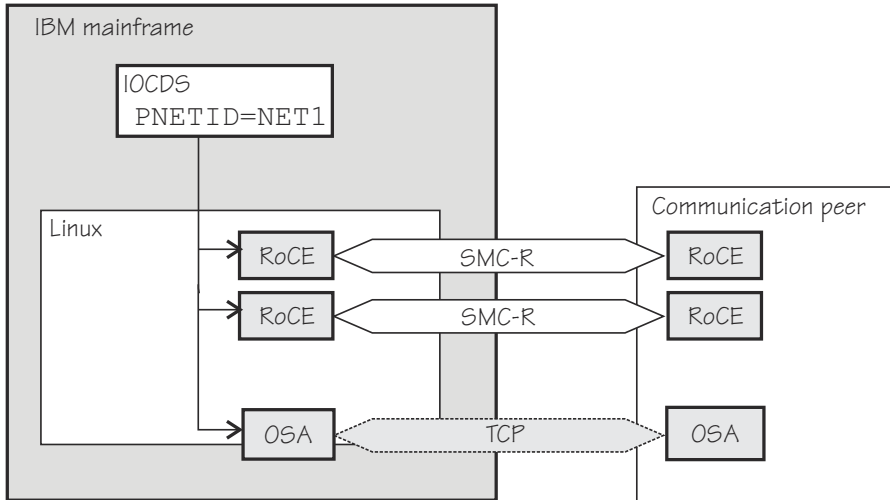 IBM mainframe
IOCDS
PNETID=NET1
Linux
Communication peer
RoCE
SMC-R
RoCE
RoCE
SMC-R
RoCE
OSA
TCP
OSA